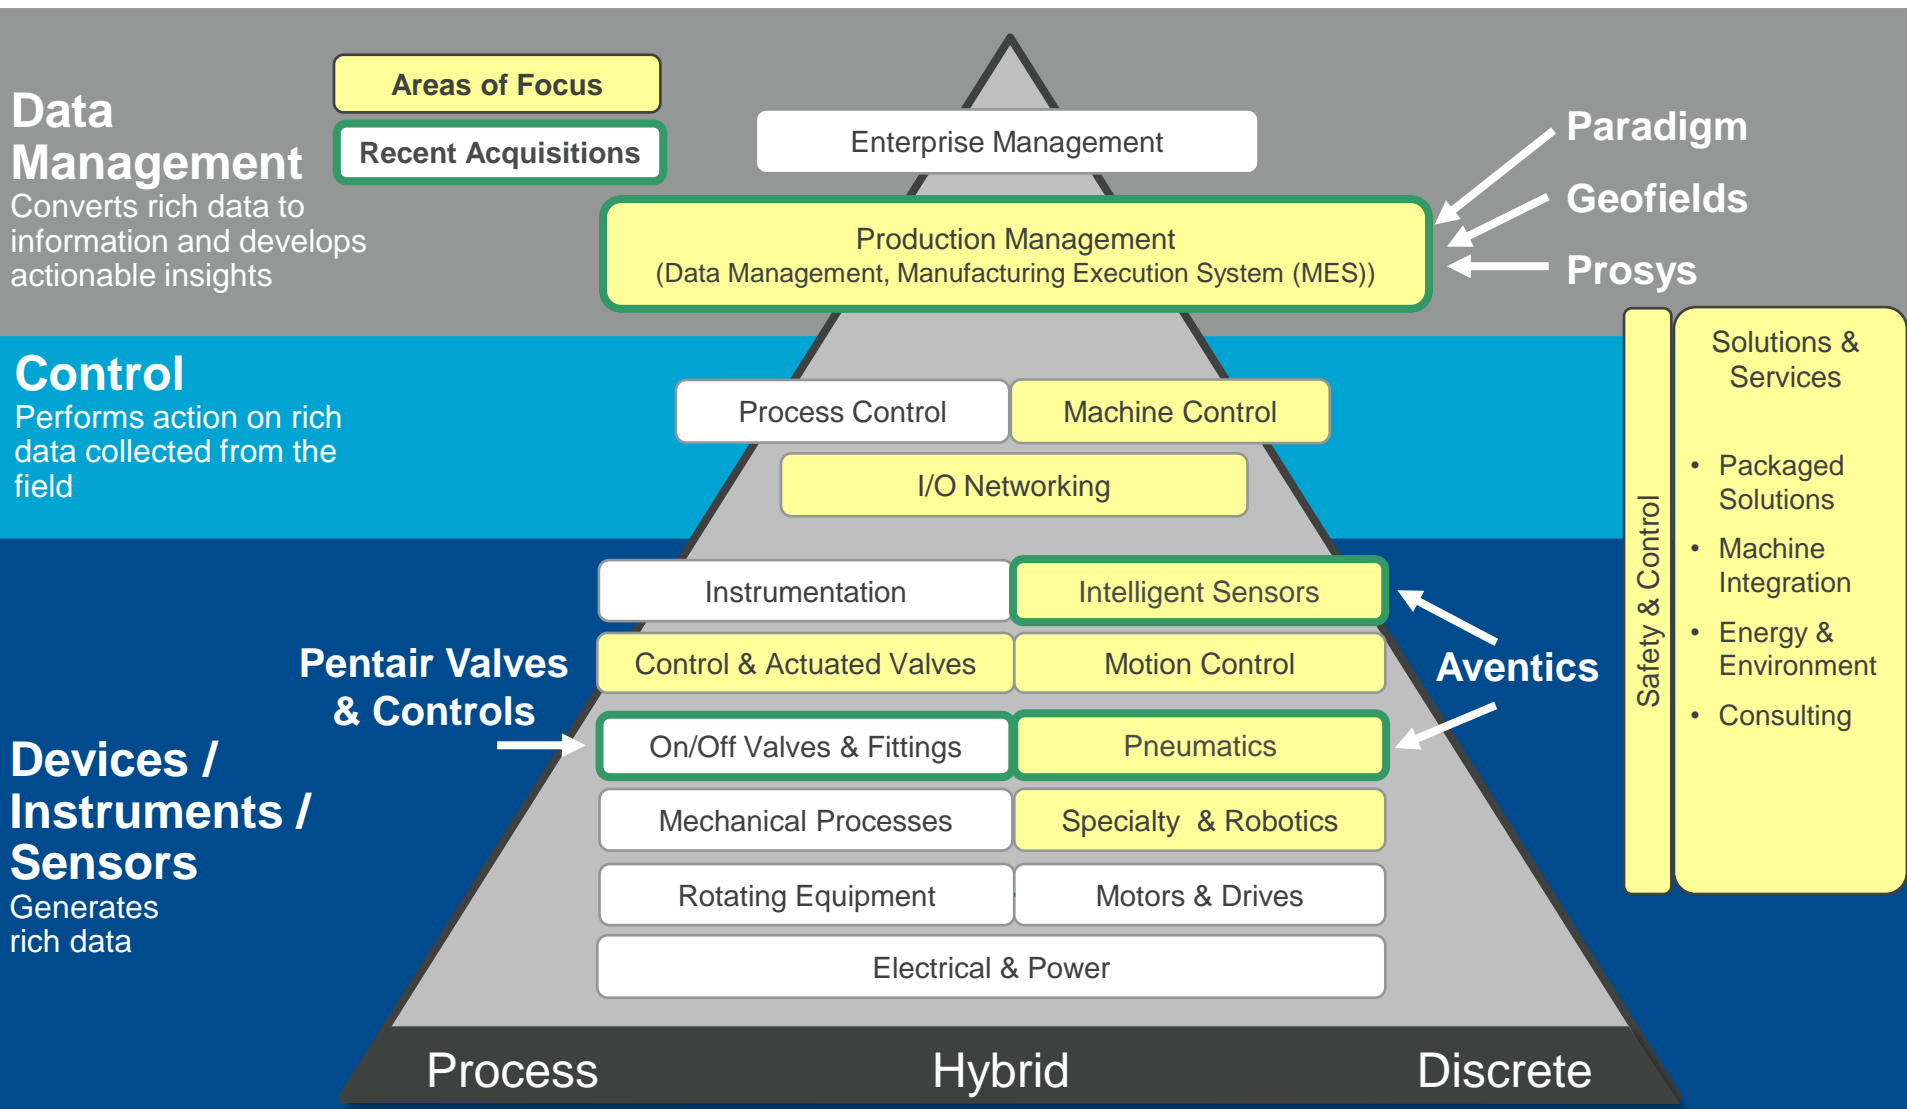 Areas of Focus
Recent Acquisitions
Data
Management
Converts rich data to
information and develops
actionable insights
Enterprise Management
Production Management
(Data Management, Manufacturing Execution System (MES))
Paradigm
Geofields
Prosys
Control
Performs action on rich
data collected from the
field
Process Control
Machine Control
I/O Networking
Devices /
Instruments /
Sensors
Generates
rich data
Instrumentation
Intelligent Sensors
Control & Actuated Valves
Motion Control
On/Off Valves & Fittings
Pneumatics
Mechanical Processes
Specialty & Robotics
Rotating Equipment
Motors & Drives
Electrical & Power
Pentair Valves
& Controls
Aventics
Safety & Control
Solutions &
Services
• Packaged
Solutions
• Machine
Integration
• Energy &
Environment
• Consulting
Process
Hybrid
Discrete